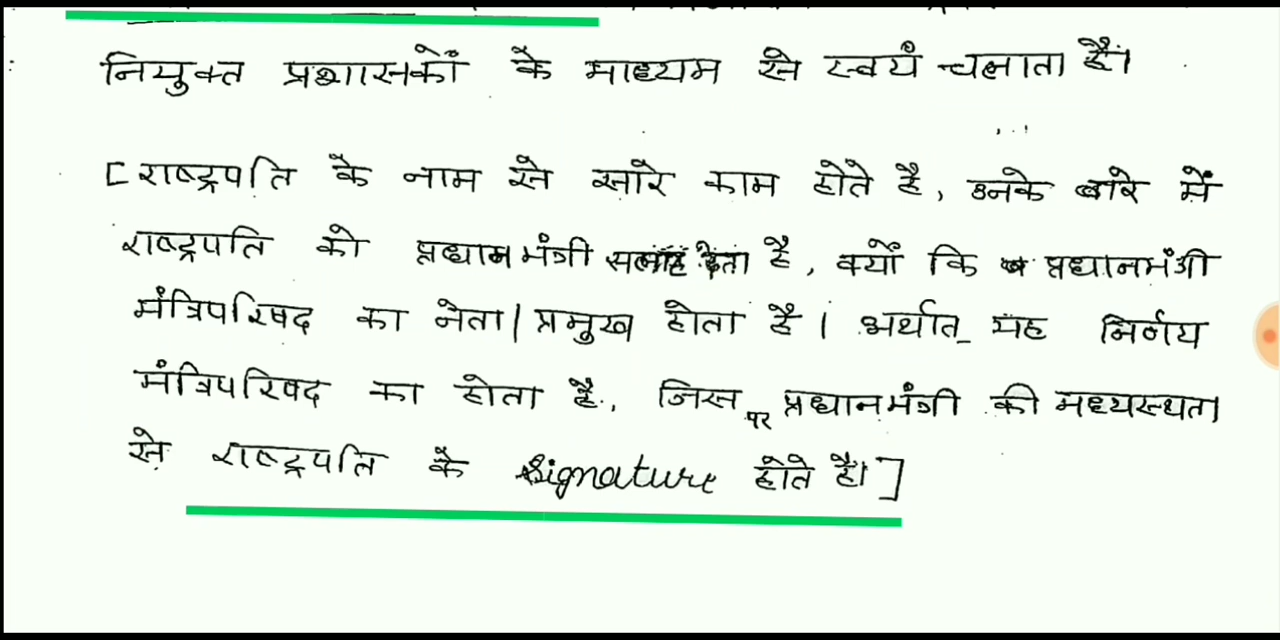 नियुक्त प्रशासकों के माध्यम से स्वयं चलाता है।
[ राष्ट्रपति के नाम से सारे काम होते है, उनके बारे में
राष्ट्रपति को प्रधानमंत्री सलाह देता है, क्यों कि प्रधानमंत्री
मंत्रिपरिषद का नेता / प्रमुख होता है। अर्थात् यह निर्णय
मंत्रिपरिषद का होता है, जिस पर प्रधानमंत्री की मध्यस्थता
से राष्ट्रपति के Signature होते है। ]